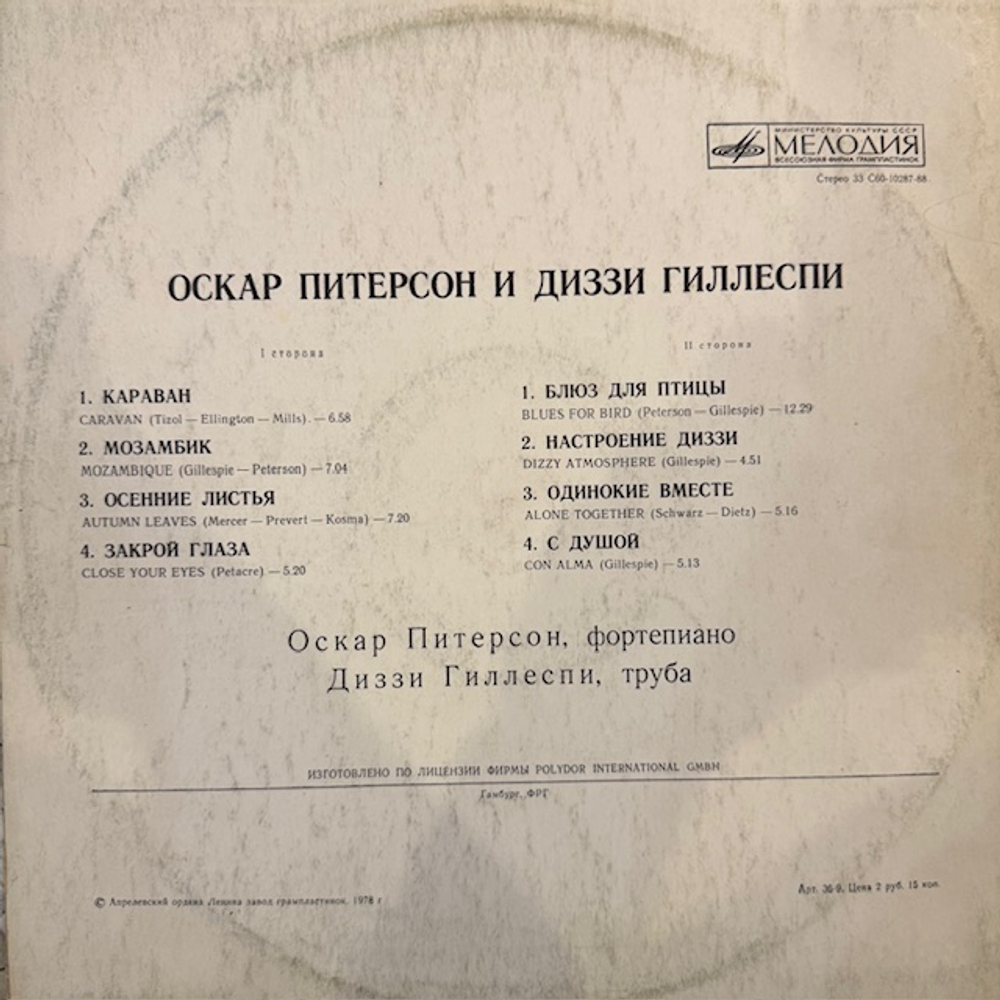 МИНИСТЕРСТВО КУЛЬТУРЫ СССР
МЕЛОДИЯ
ВСЕСОЮЗНАЯ ФИРМА ГРАМПЛАСТИНОК
Стерео 33 С60-10287-88
ОСКАР ПИТЕРСОН И ДИЗЗИ ГИЛЛЕСПИ
I сторона
1. КАРАВАН
CARAVAN (Tizol — Ellington — Mills). — 6.58
2. МОЗАМБИК
MOZAMBIQUE (Gillespie — Peterson) — 7.04
3. ОСЕННИЕ ЛИСТЬЯ
AUTUMN LEAVES (Mercer — Prevert — Kosma) — 7.20
4. ЗАКРОЙ ГЛАЗА
CLOSE YOUR EYES (Petacre) — 5.20
II сторона
1. БЛЮЗ ДЛЯ ПТИЦЫ
BLUES FOR BIRD (Peterson — Gillespie) — 12.29
2. НАСТРОЕНИЕ ДИЗЗИ
DIZZY ATMOSPHERE (Gillespie) — 4.51
3. ОДИНОКИЕ ВМЕСТЕ
ALONE TOGETHER (Schwarz — Dietz) — 5.16
4. С ДУШОЙ
CON ALMA (Gillespie) — 5.13
Оскар Питерсон, фортепиано
Диззи Гиллеспи, труба
ИЗГОТОВЛЕНО ПО ЛИЦЕНЗИИ ФИРМЫ POLYDOR INTERNATIONAL GMBH
Гамбург, ФРГ
© Апрелевский ордена Ленина завод грампластинок, 1978 г
Арт. 36-9. Цена 2 руб. 15 коп.